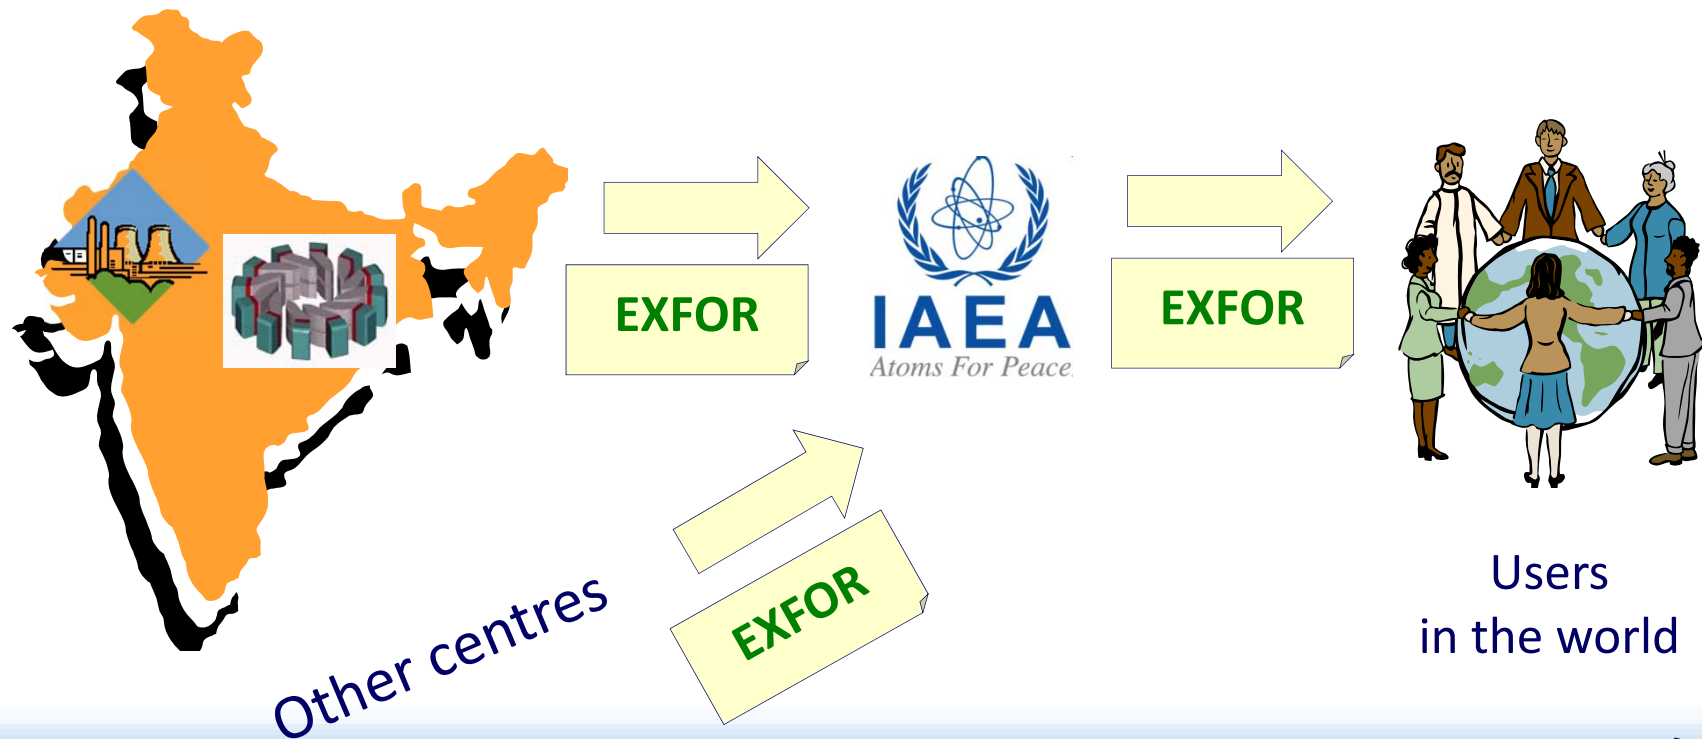 EXFOR
IAEA
Atoms For Peace
EXFOR
Other centres
EXFOR
Users
in the world